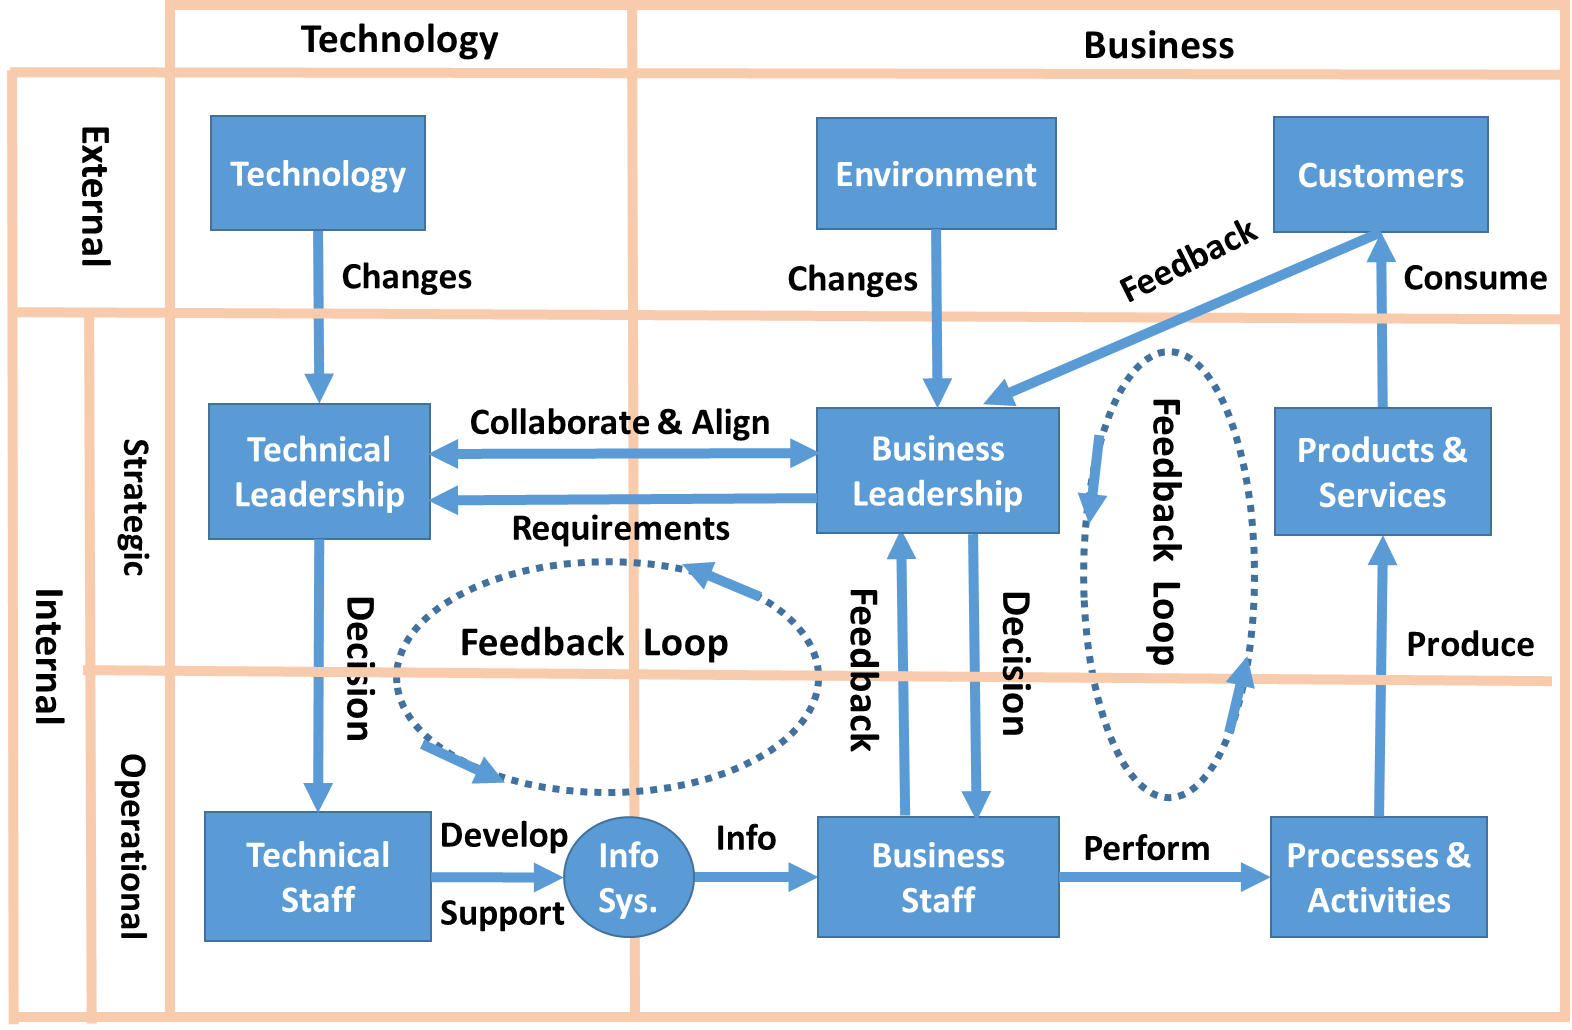 Technology
Business
External
Technology
Environment
Customers
Changes
Changes
Feedback
Consume
Internal
Strategic
Technical
Leadership
Collaborate & Align
Requirements
Business
Leadership
Feedback Loop
Products &
Services
Decision
Feedback Loop
Feedback
Decision
Produce
Operational
Technical
Staff
Develop
Support
Info
Sys.
Info
Business
Staff
Perform
Processes &
Activities